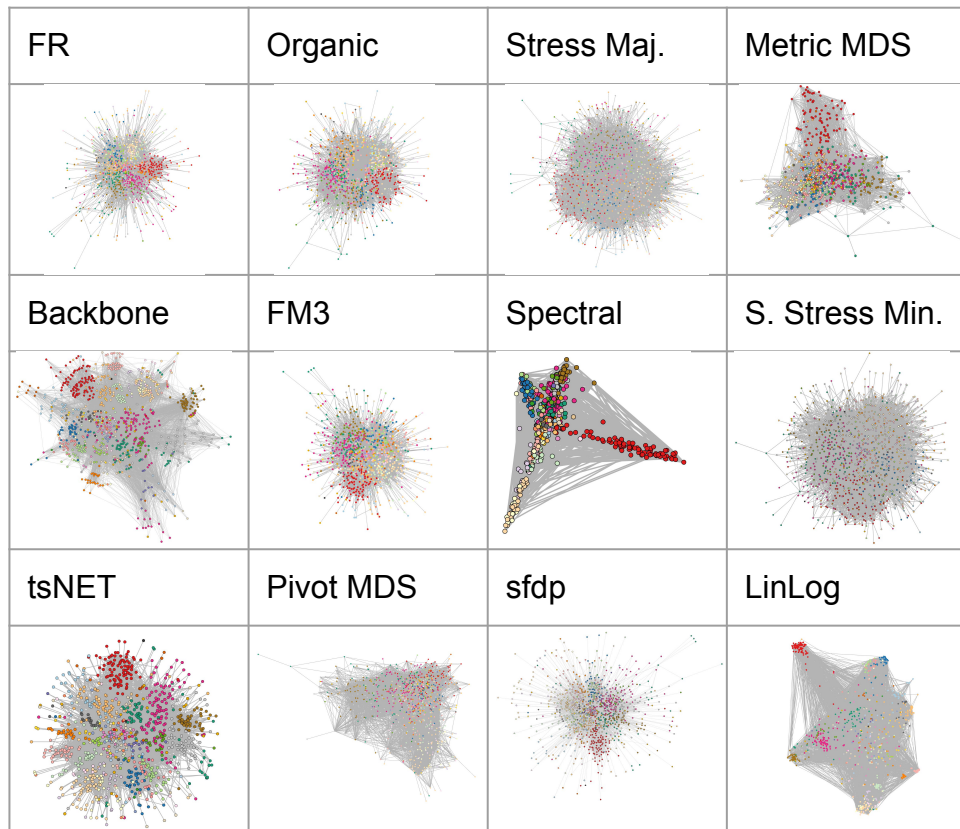 FR
Organic
Stress Maj.
Metric MDS
Backbone
FM3
Spectral
S. Stress Min.
tsNET
Pivot MDS
sfdp
LinLog